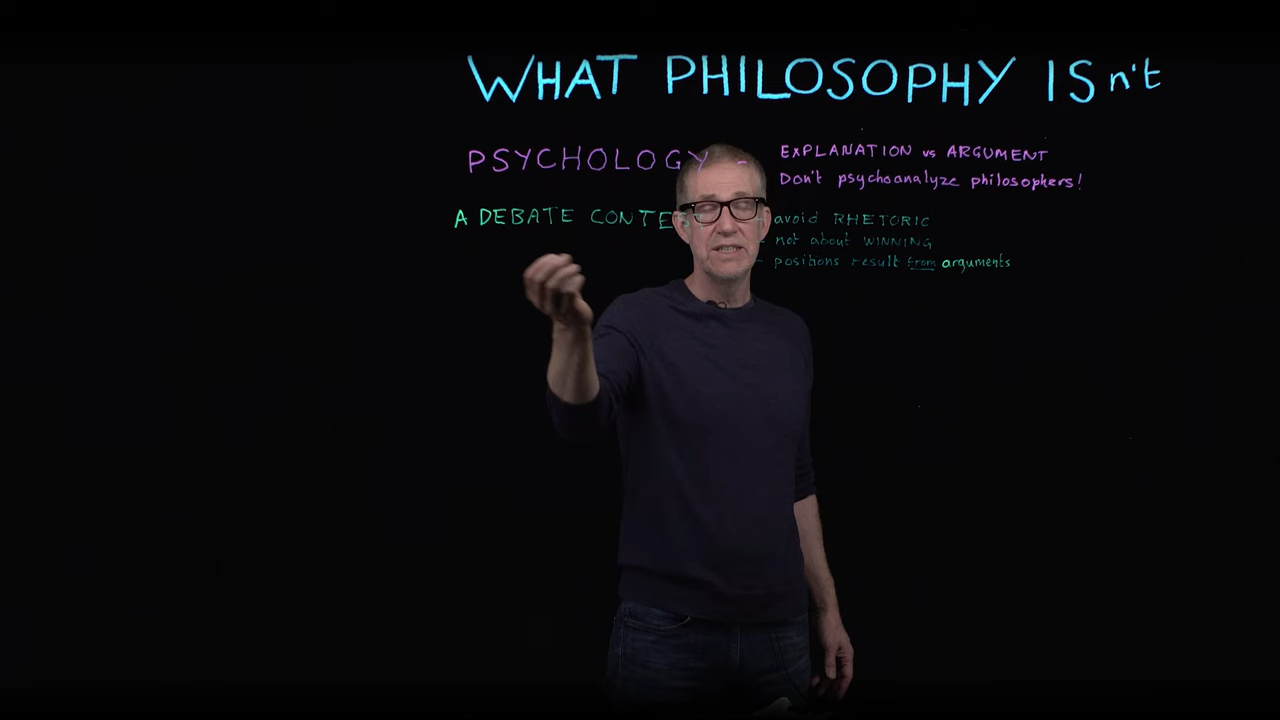 WHAT PHILOSOPHY ISn't
PSYCHOLOGY - EXPLANATION vs ARGUMENT
Don't psychoanalyze philosophers!
A DEBATE CONTE avoid RHETORIC
- not about WINNING
- positions result from arguments